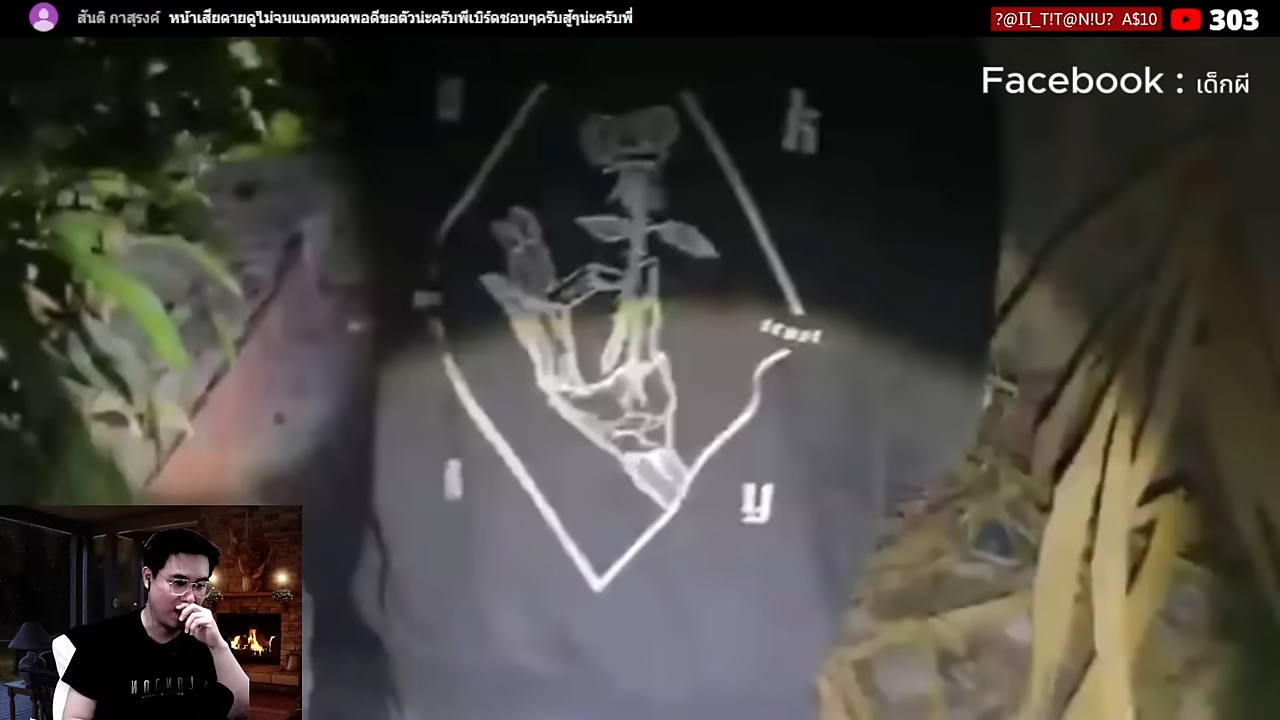 สันติ กาสุรงค์ หน้าเสียดายดูไม่จบแบตหมดพอดีขอตัวน่ะครับพี่เบิร์ดชอบๆครับสู้ๆน่ะครับพี่
?@Π_T!T@N!U? A$10
303
Facebook : เด็กผี